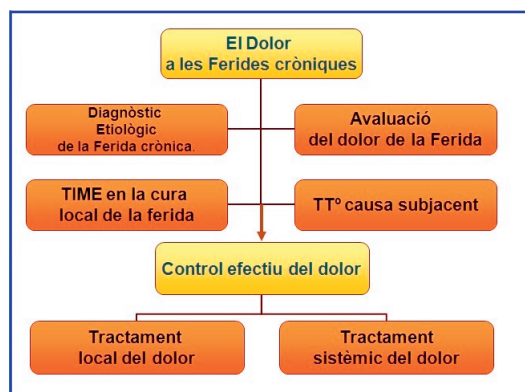 El Dolor
a les Ferides cròniques
Diagnòstic
Etiològic
de la Ferida crònica.
Avaluació
del dolor de la Ferida
TIME en la cura
local de la ferida
TTº causa subjacent
Control efectiu del dolor
Tractament
local del dolor
Tractament
sistèmic del dolor